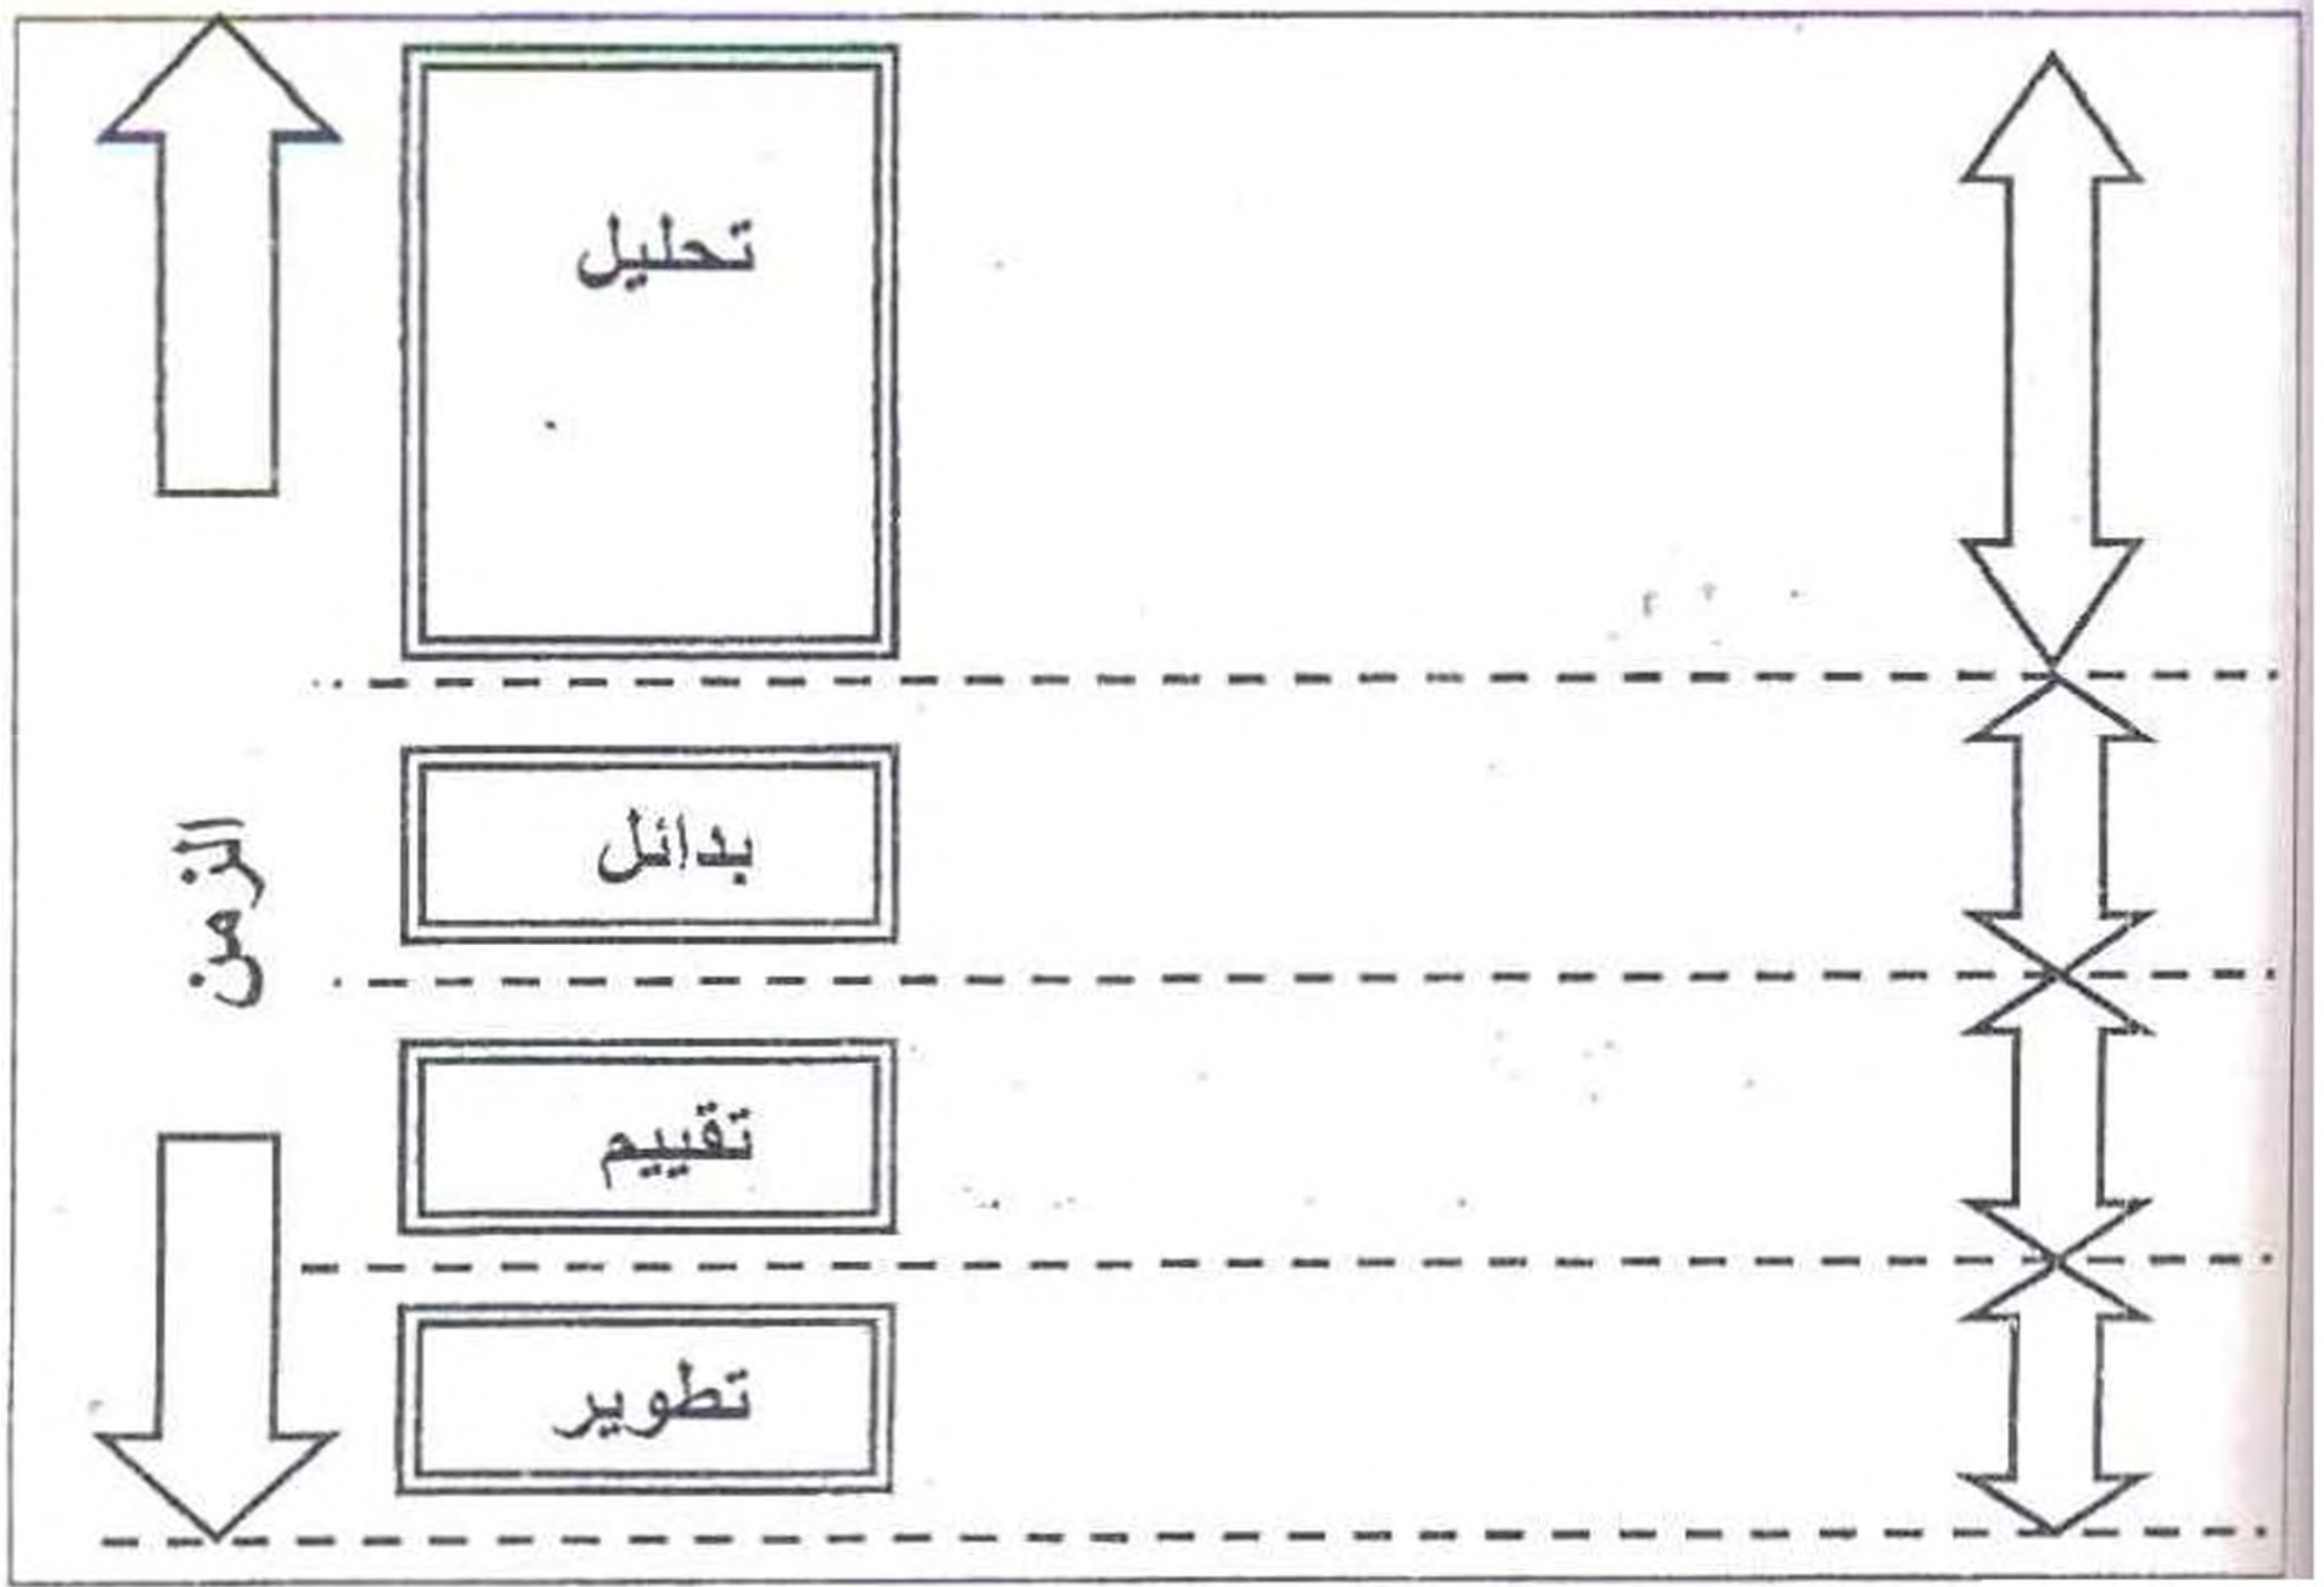 تحليل
بدائل
الزمن
تقييم
تطوير